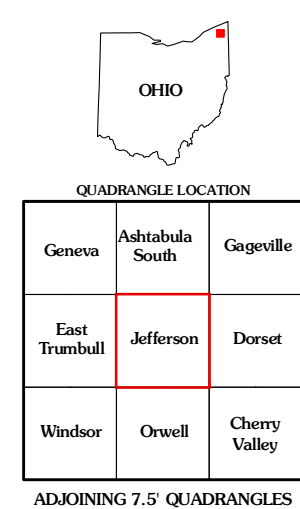 OHIO
QUADRANGLE LOCATION
Geneva
Ashtabula
South
Gageville
East
Trumbull
Jefferson
Dorset
Windsor
Orwell
Cherry
Valley
ADJOINING 7.5' QUADRANGLES